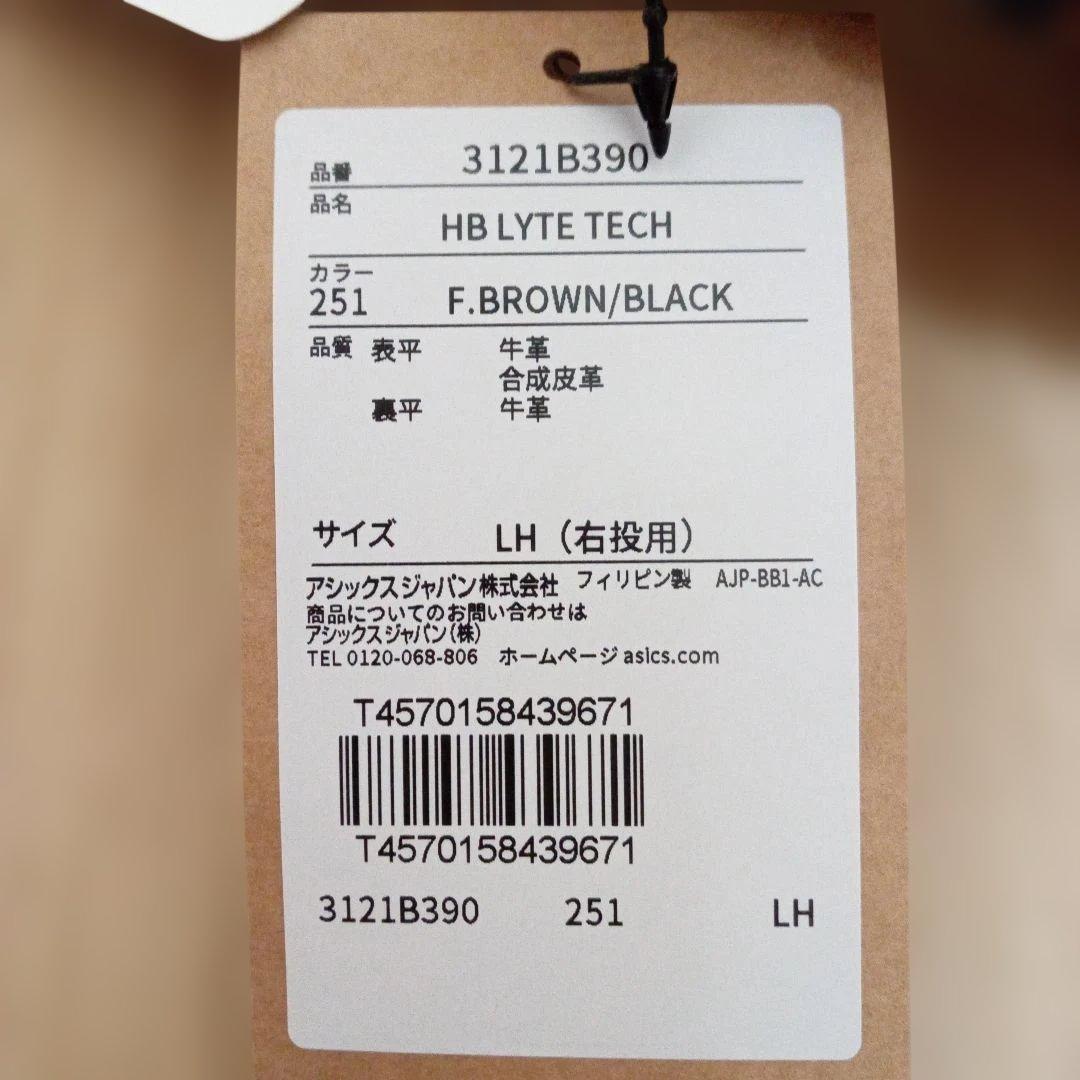 品番 3121B390
品名
HB LYTE TECH
カラー
251 F.BROWN/BLACK
品質 表平 牛革
合成皮革
裏平 牛革
サイズ LH（右投用）
アシックスジャパン株式会社 フィリピン製 AJP-BB1-AC
商品についてのお問い合わせは
アシックスジャパン(株)
TEL 0120-068-806 ホームページ asics.com
T4570158439671
T4570158439671
3121B390 251 LH